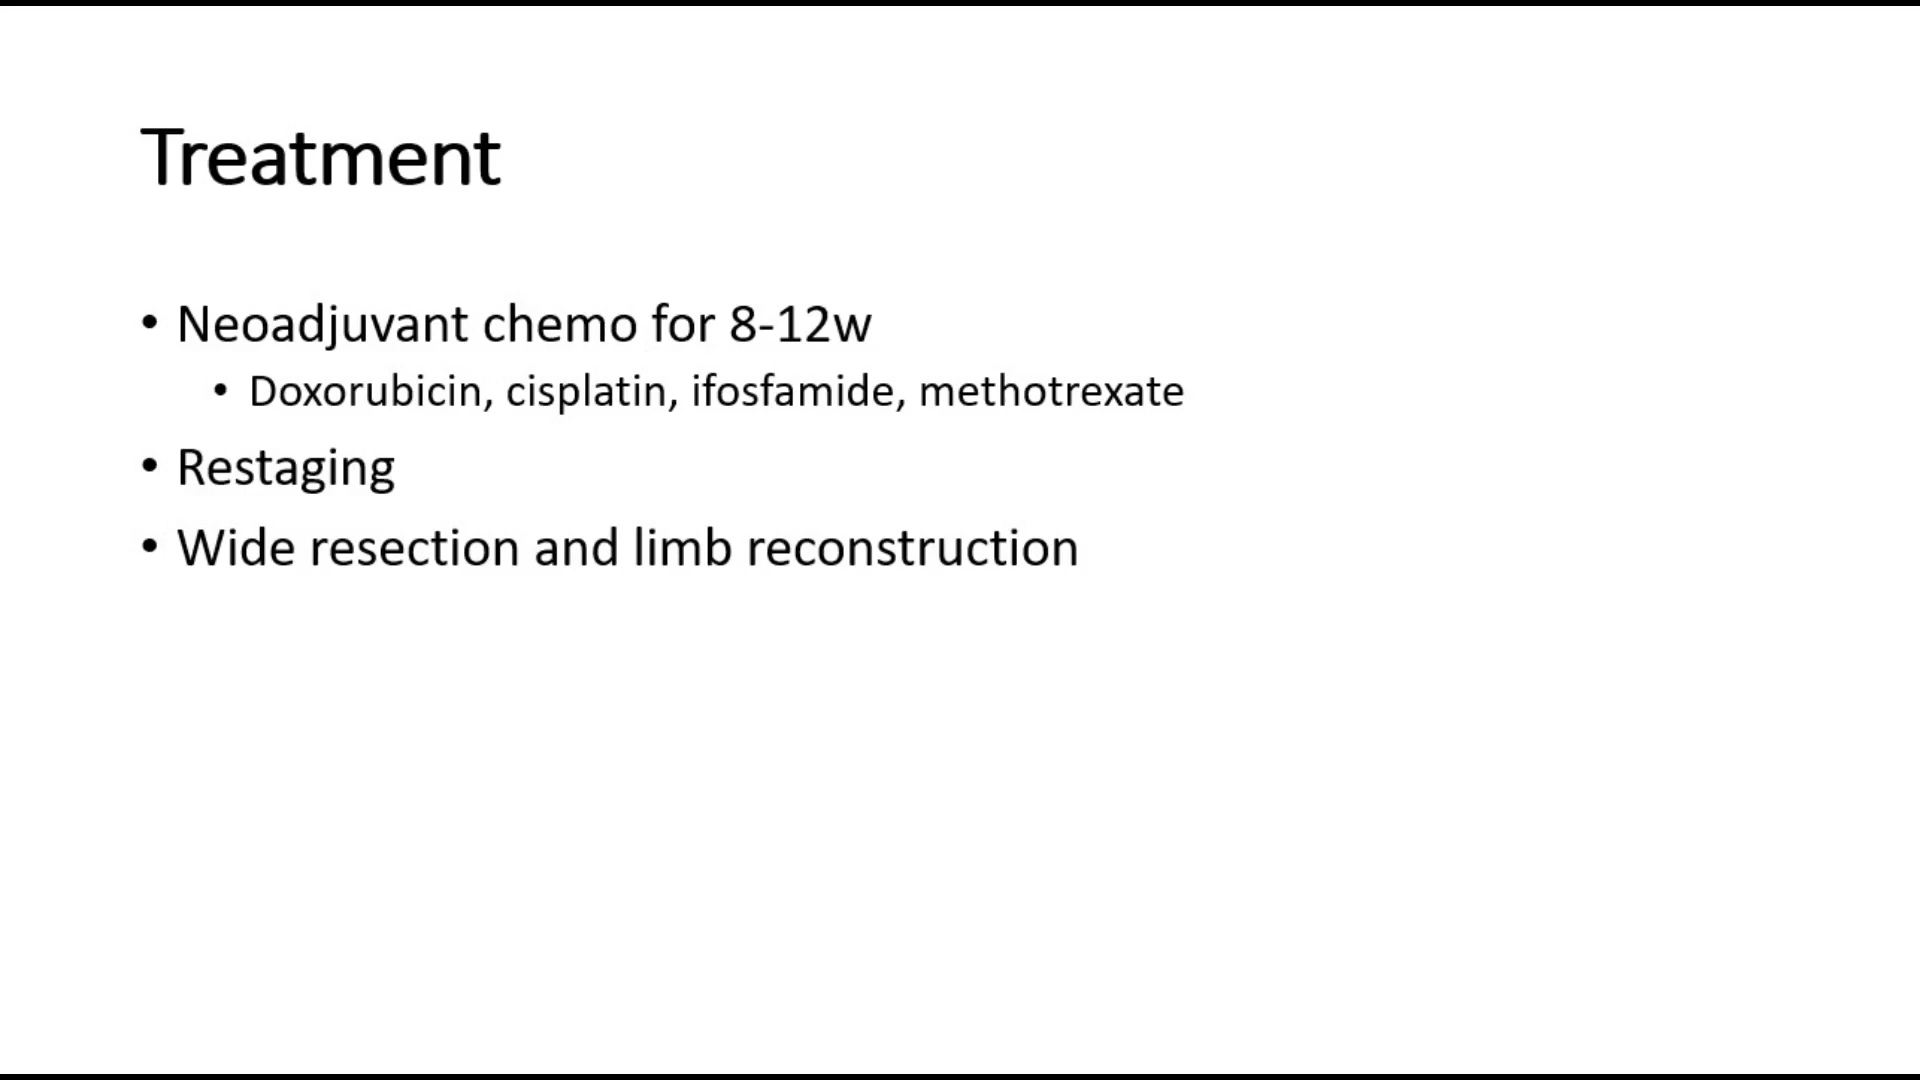 Treatment
• Neoadjuvant chemo for 8-12w
• Doxorubicin, cisplatin, ifosfamide, methotrexate
• Restaging
• Wide resection and limb reconstruction